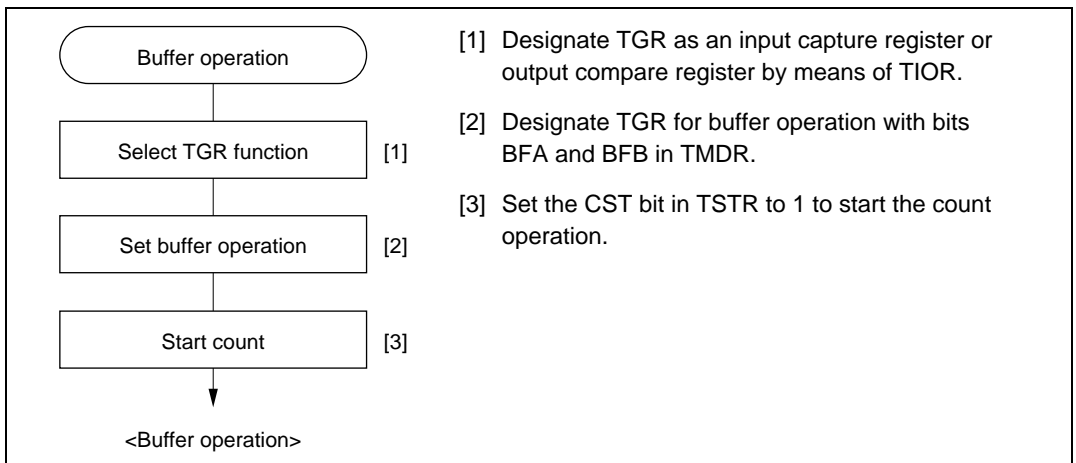 Buffer operation
Select TGR function [1]
Set buffer operation [2]
Start count [3]
<Buffer operation>
[1] Designate TGR as an input capture register or
output compare register by means of TIOR.
[2] Designate TGR for buffer operation with bits
BFA and BFB in TMDR.
[3] Set the CST bit in TSTR to 1 to start the count
operation.